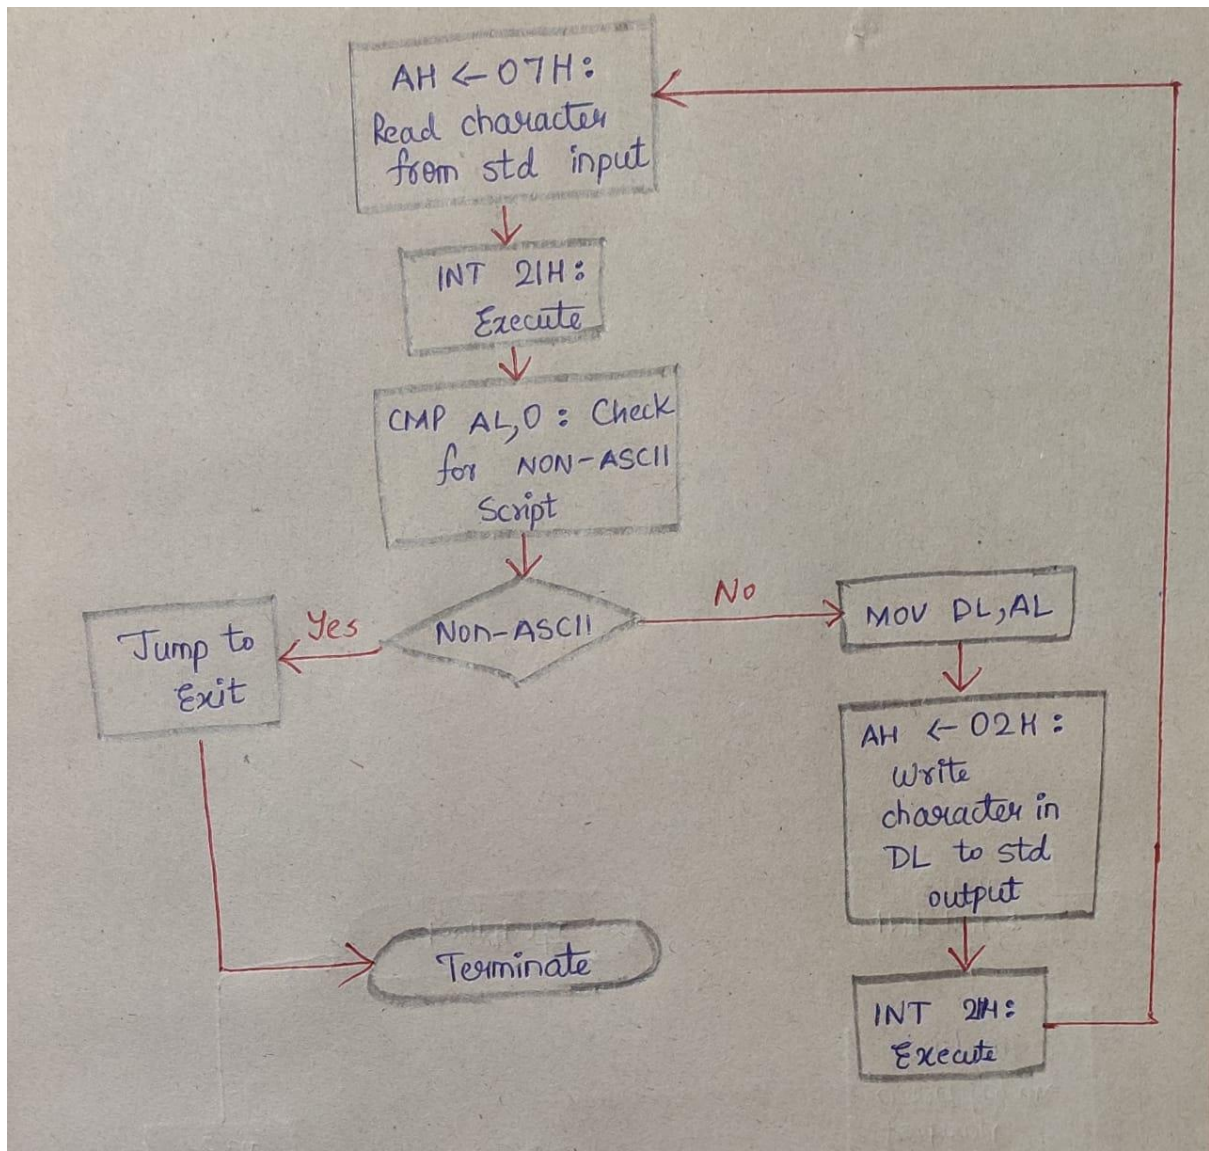 AH ← 07H:
Read character
from std input
INT 21H:
Execute
CMP AL,0: Check
for NON-ASCII
Script
Non-ASCII
Yes
No
Jump to
Exit
MOV DL,AL
AH ← 02H:
Write
character in
DL to std
output
INT 21H:
Execute
Terminate